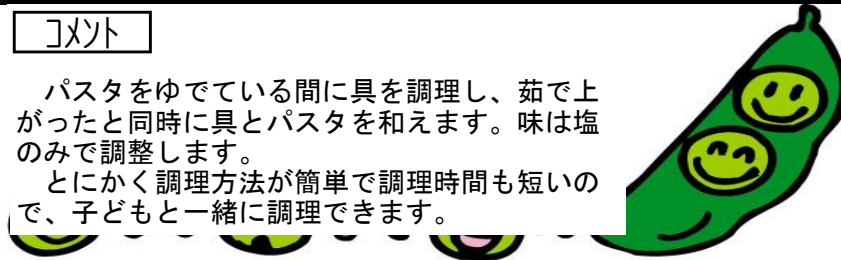 コメント
　パスタをゆでている間に具を調理し、茹で上
がったと同時に具とパスタを和えます。味は塩
のみで調整します。
　とにかく調理方法が簡単で調理時間も短いの
で、子どもと一緒に調理できます。